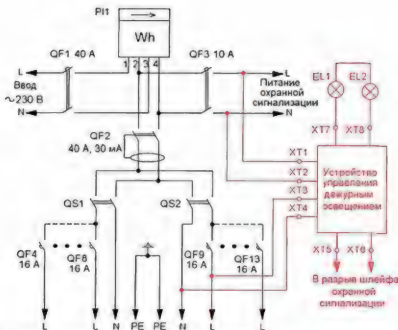 PI1
Wh
1 2 3 4
QF1 40 А
QF3 10 А
L
L
Ввод
~230 В
Питание
охранной
сигнализации
N
N
EL1
EL2
QF2
40 А, 30 мА
XT7
XT8
XT1
XT2
XT3
XT4
Устройство
управления
дежурным
освещением
QS1
QS2
XT5
XT6
QF4
16 А
QF8
16 А
QF9
16 А
QF13
16 А
В разрыв шлейфа
охранной
сигнализации
L
L
N
PE
PE
N
L
L